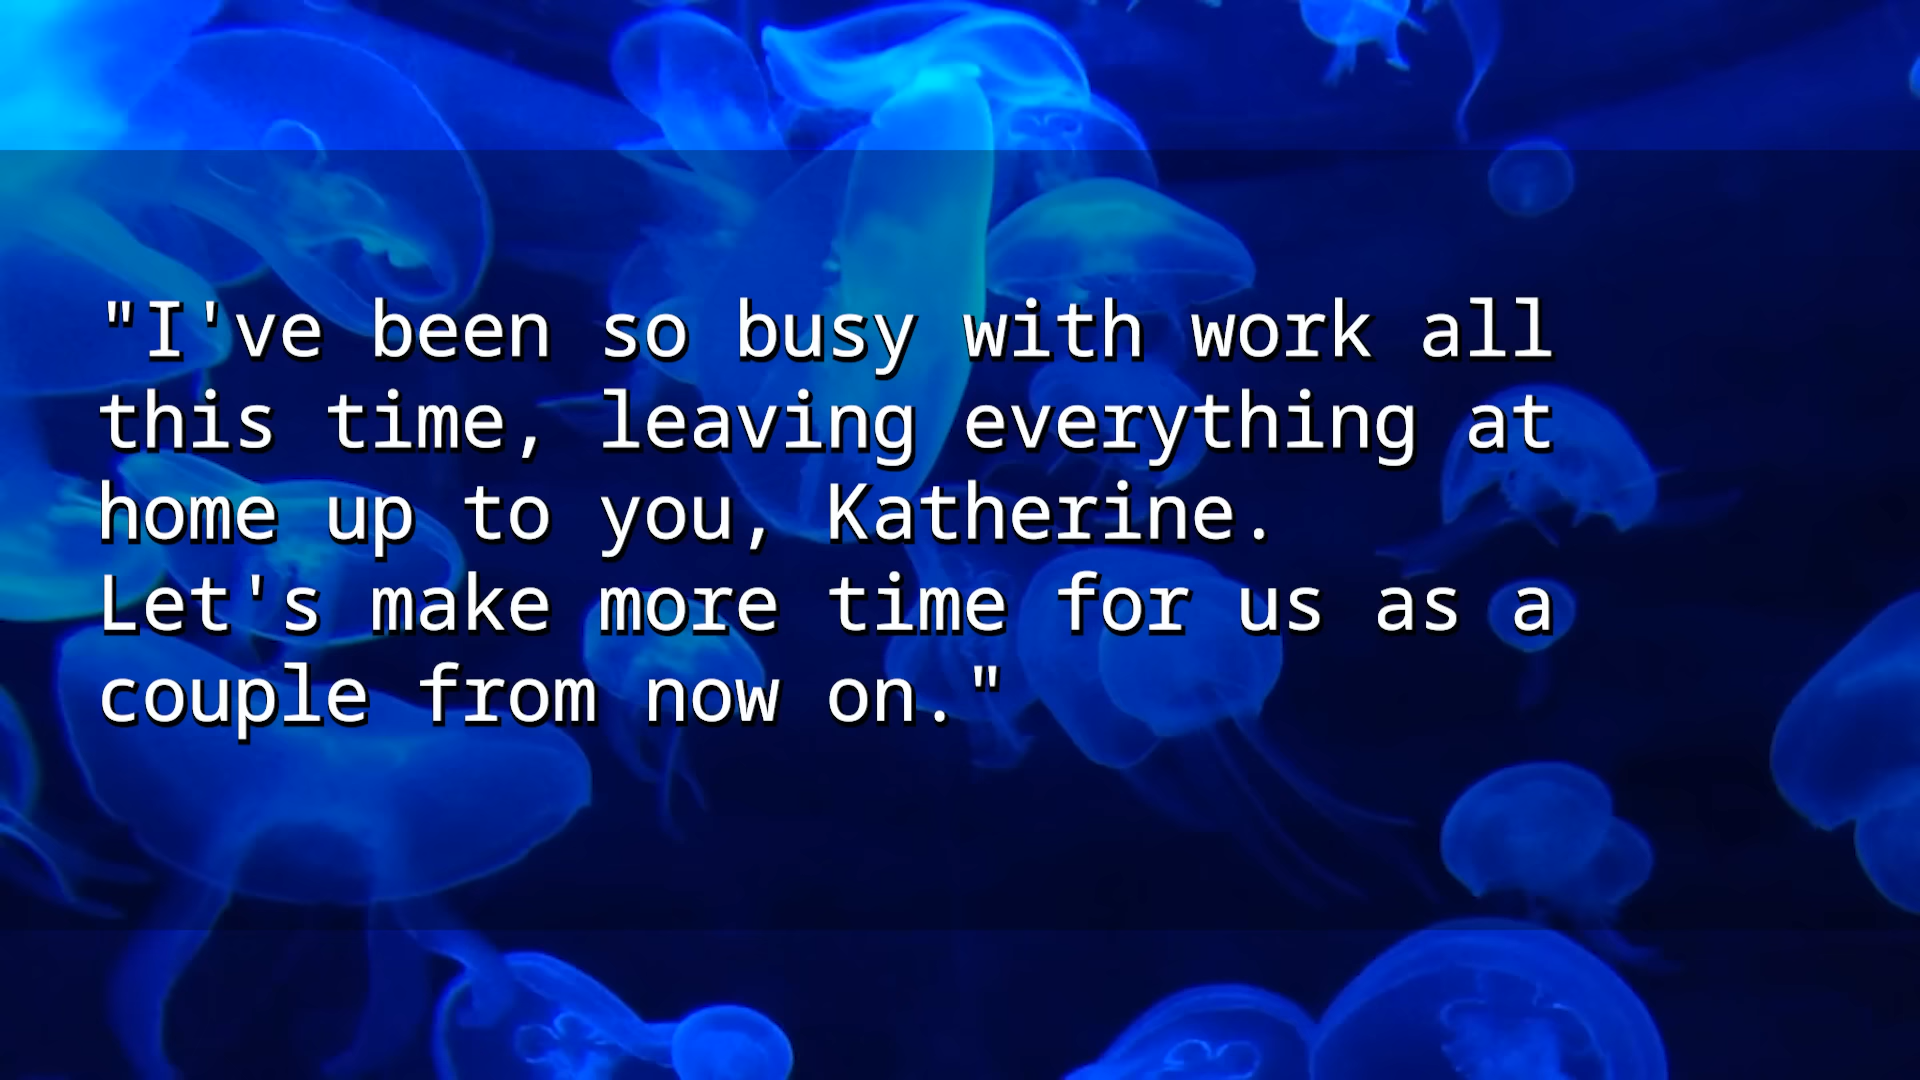 "I've been so busy with work all
this time, leaving everything at
home up to you, Katherine.
Let's make more time for us as a
couple from now on."